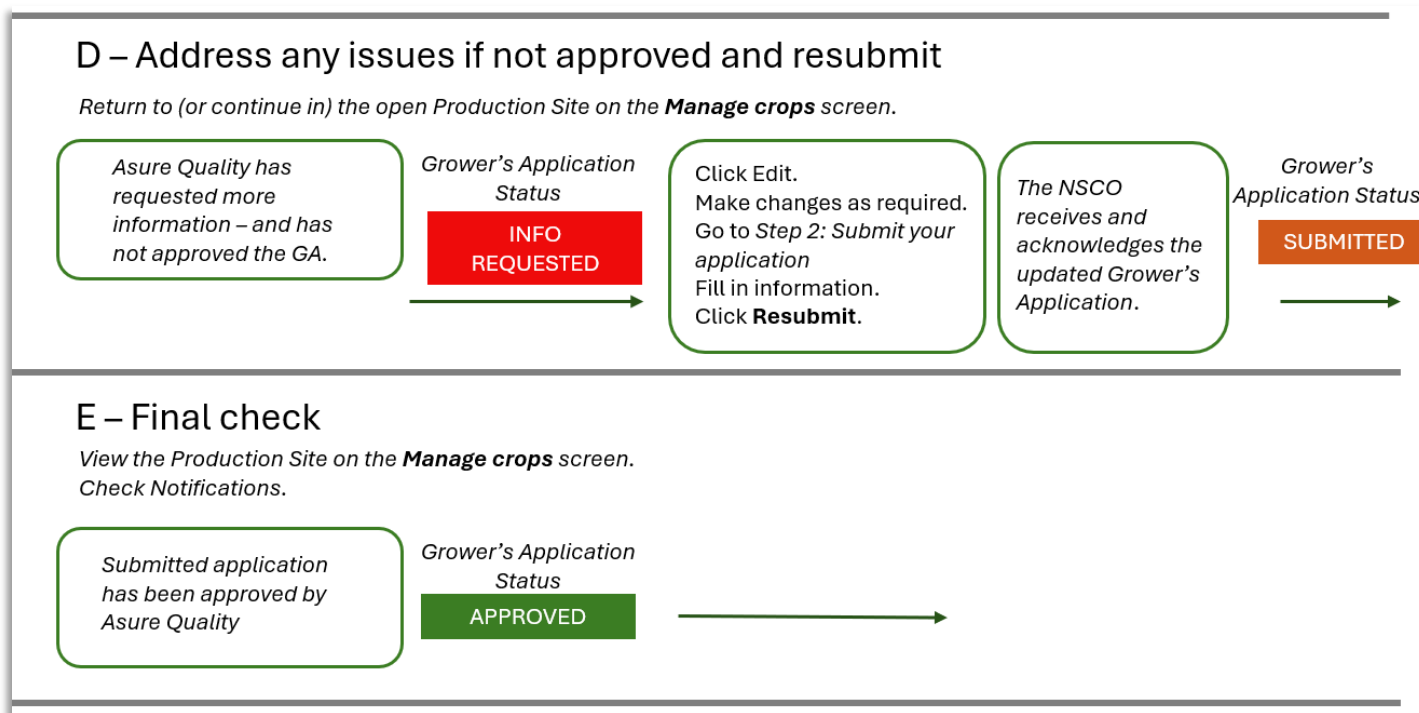 D – Address any issues if not approved and resubmit
Return to (or continue in) the open Production Site on the Manage crops screen.
Asure Quality has
requested more
information – and has
not approved the GA.
Grower's Application
Status
INFO
REQUESTED
Click Edit.
Make changes as required.
Go to Step 2: Submit your
application
Fill in information.
Click Resubmit.
The NSCO
receives and
acknowledges the
updated Grower's
Application.
Grower's
Application Status
SUBMITTED
E – Final check
View the Production Site on the Manage crops screen.
Check Notifications.
Submitted application
has been approved by
Asure Quality
Grower's Application
Status
APPROVED